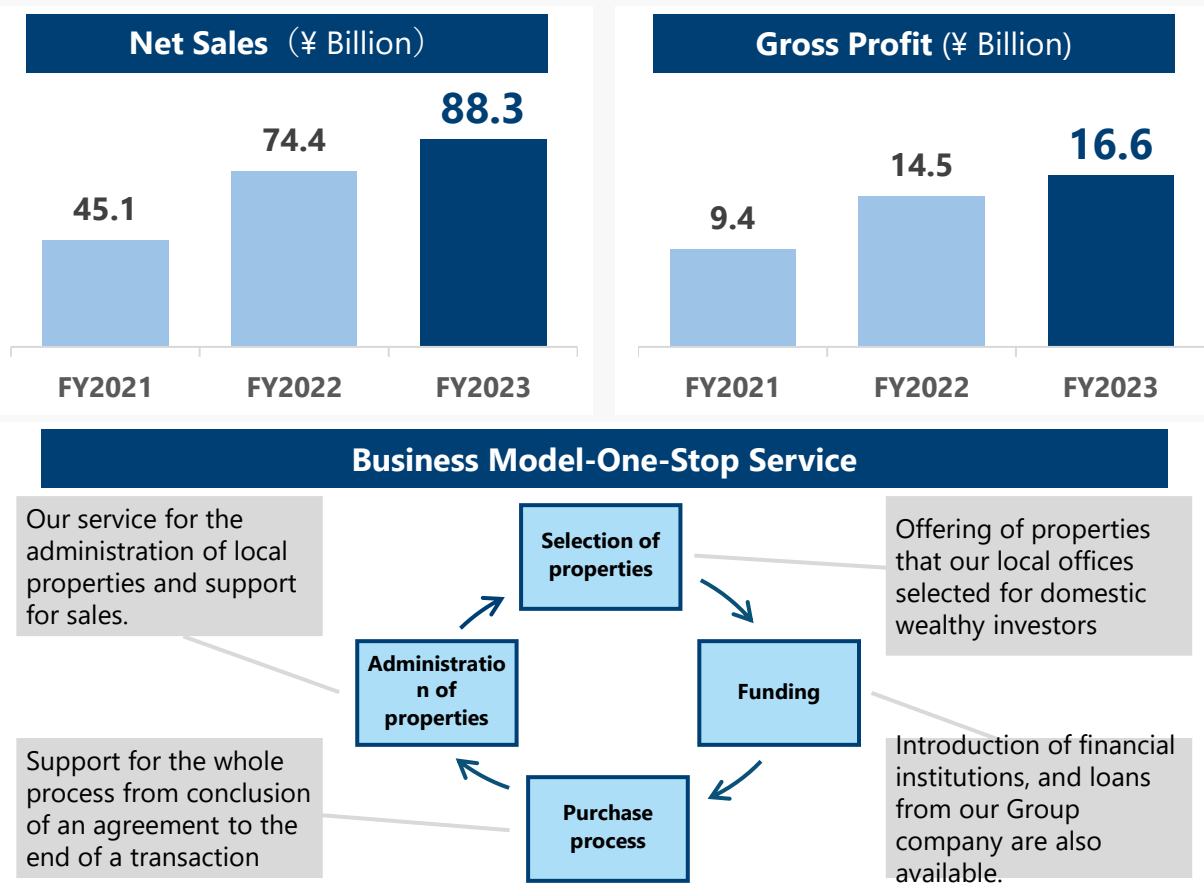 Net Sales（¥ Billion）
88.3
74.4
45.1
FY2021
FY2022
FY2023
Gross Profit (¥ Billion)
16.6
14.5
9.4
FY2021
FY2022
FY2023
Business Model-One-Stop Service
Our service for the
administration of local
properties and support
for sales.
Selection of
properties
Offering of properties
that our local offices
selected for domestic
wealthy investors
Administratio
n of
properties
Funding
Support for the whole
process from conclusion
of an agreement to the
end of a transaction
Purchase
process
Introduction of financial
institutions, and loans
from our Group
company are also
available.